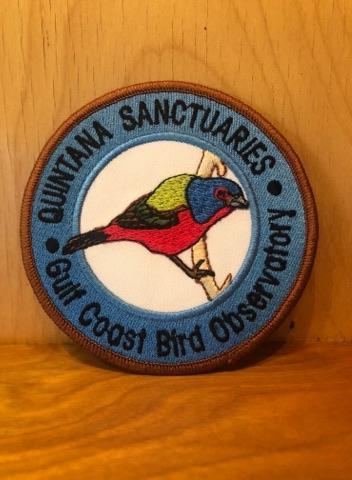 QUINTANA SANCTUARIES
Gulf Coast Bird Observatory